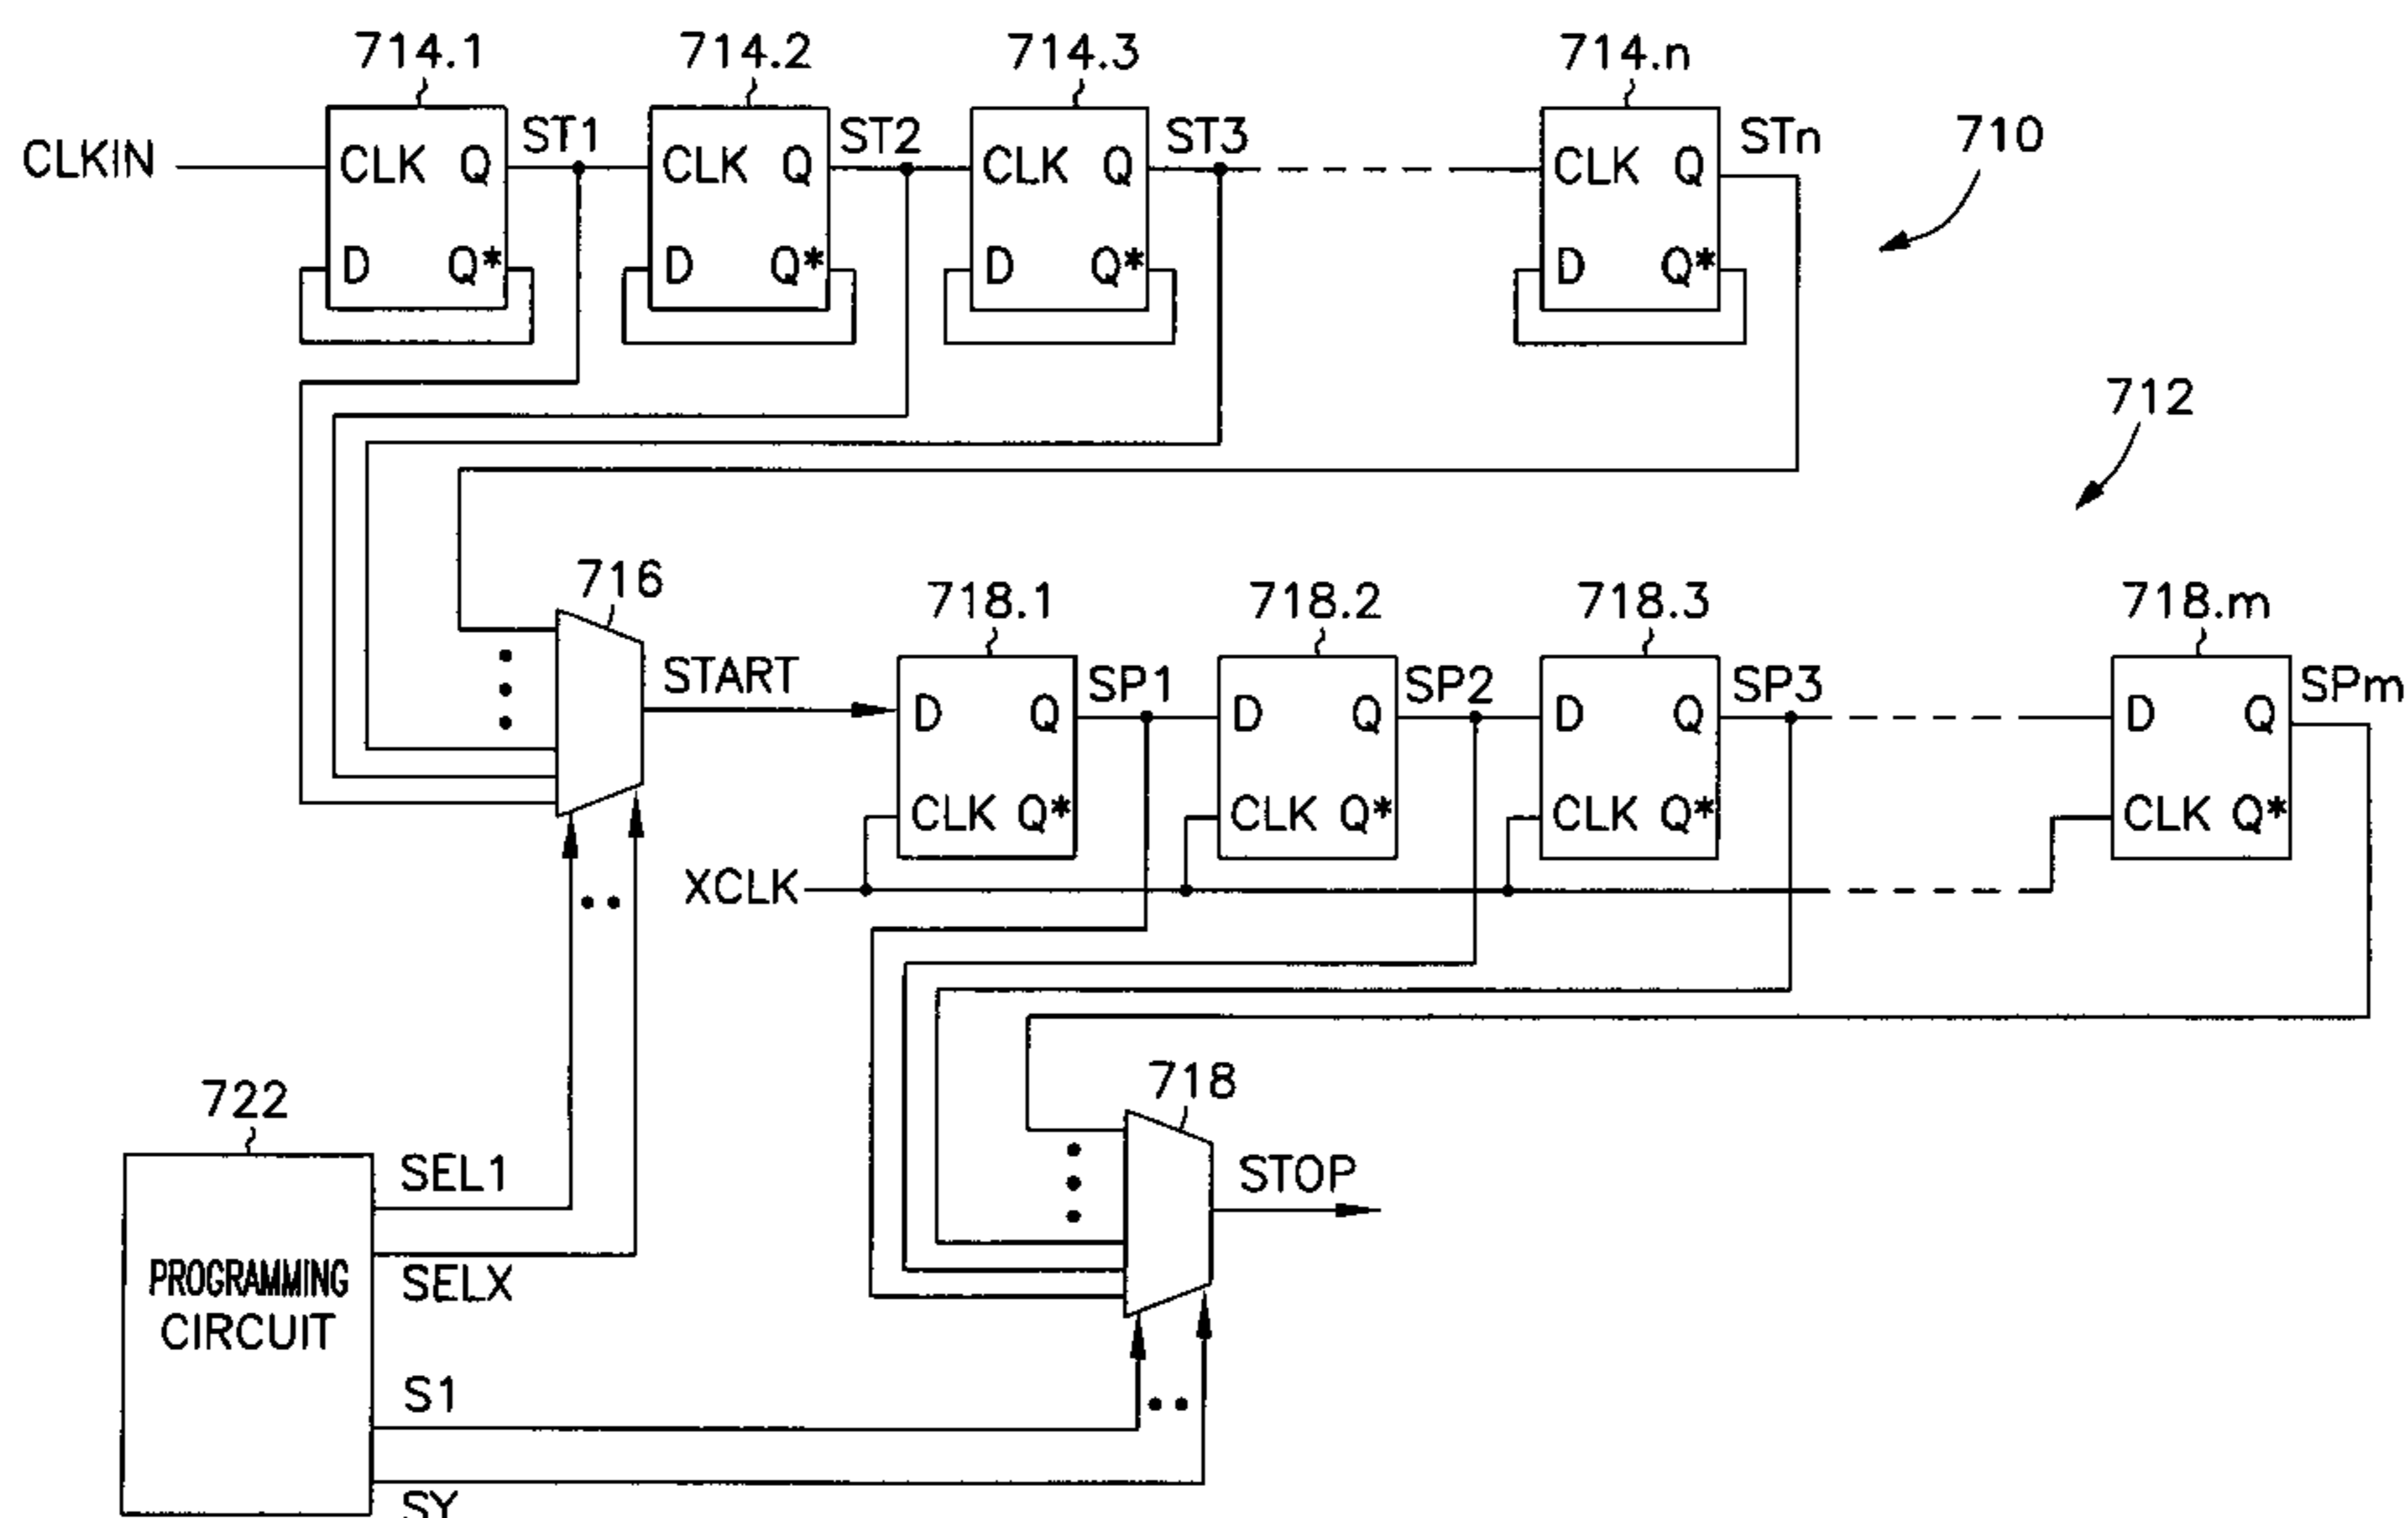 714.1 714.2 714.3 714.n
CLKIN CLK Q ST1 CLK Q ST2 CLK Q ST3 CLK Q STn 710
D Q* D Q* D Q* D Q*
712
716 718.1 718.2 718.3 718.m
START D Q SP1 D Q SP2 D Q SP3 D Q SPm
CLK Q* CLK Q* CLK Q* CLK Q*
XCLK
718
722
SEL1 STOP
SELX
PROGRAMMING
CIRCUIT
S1
SY